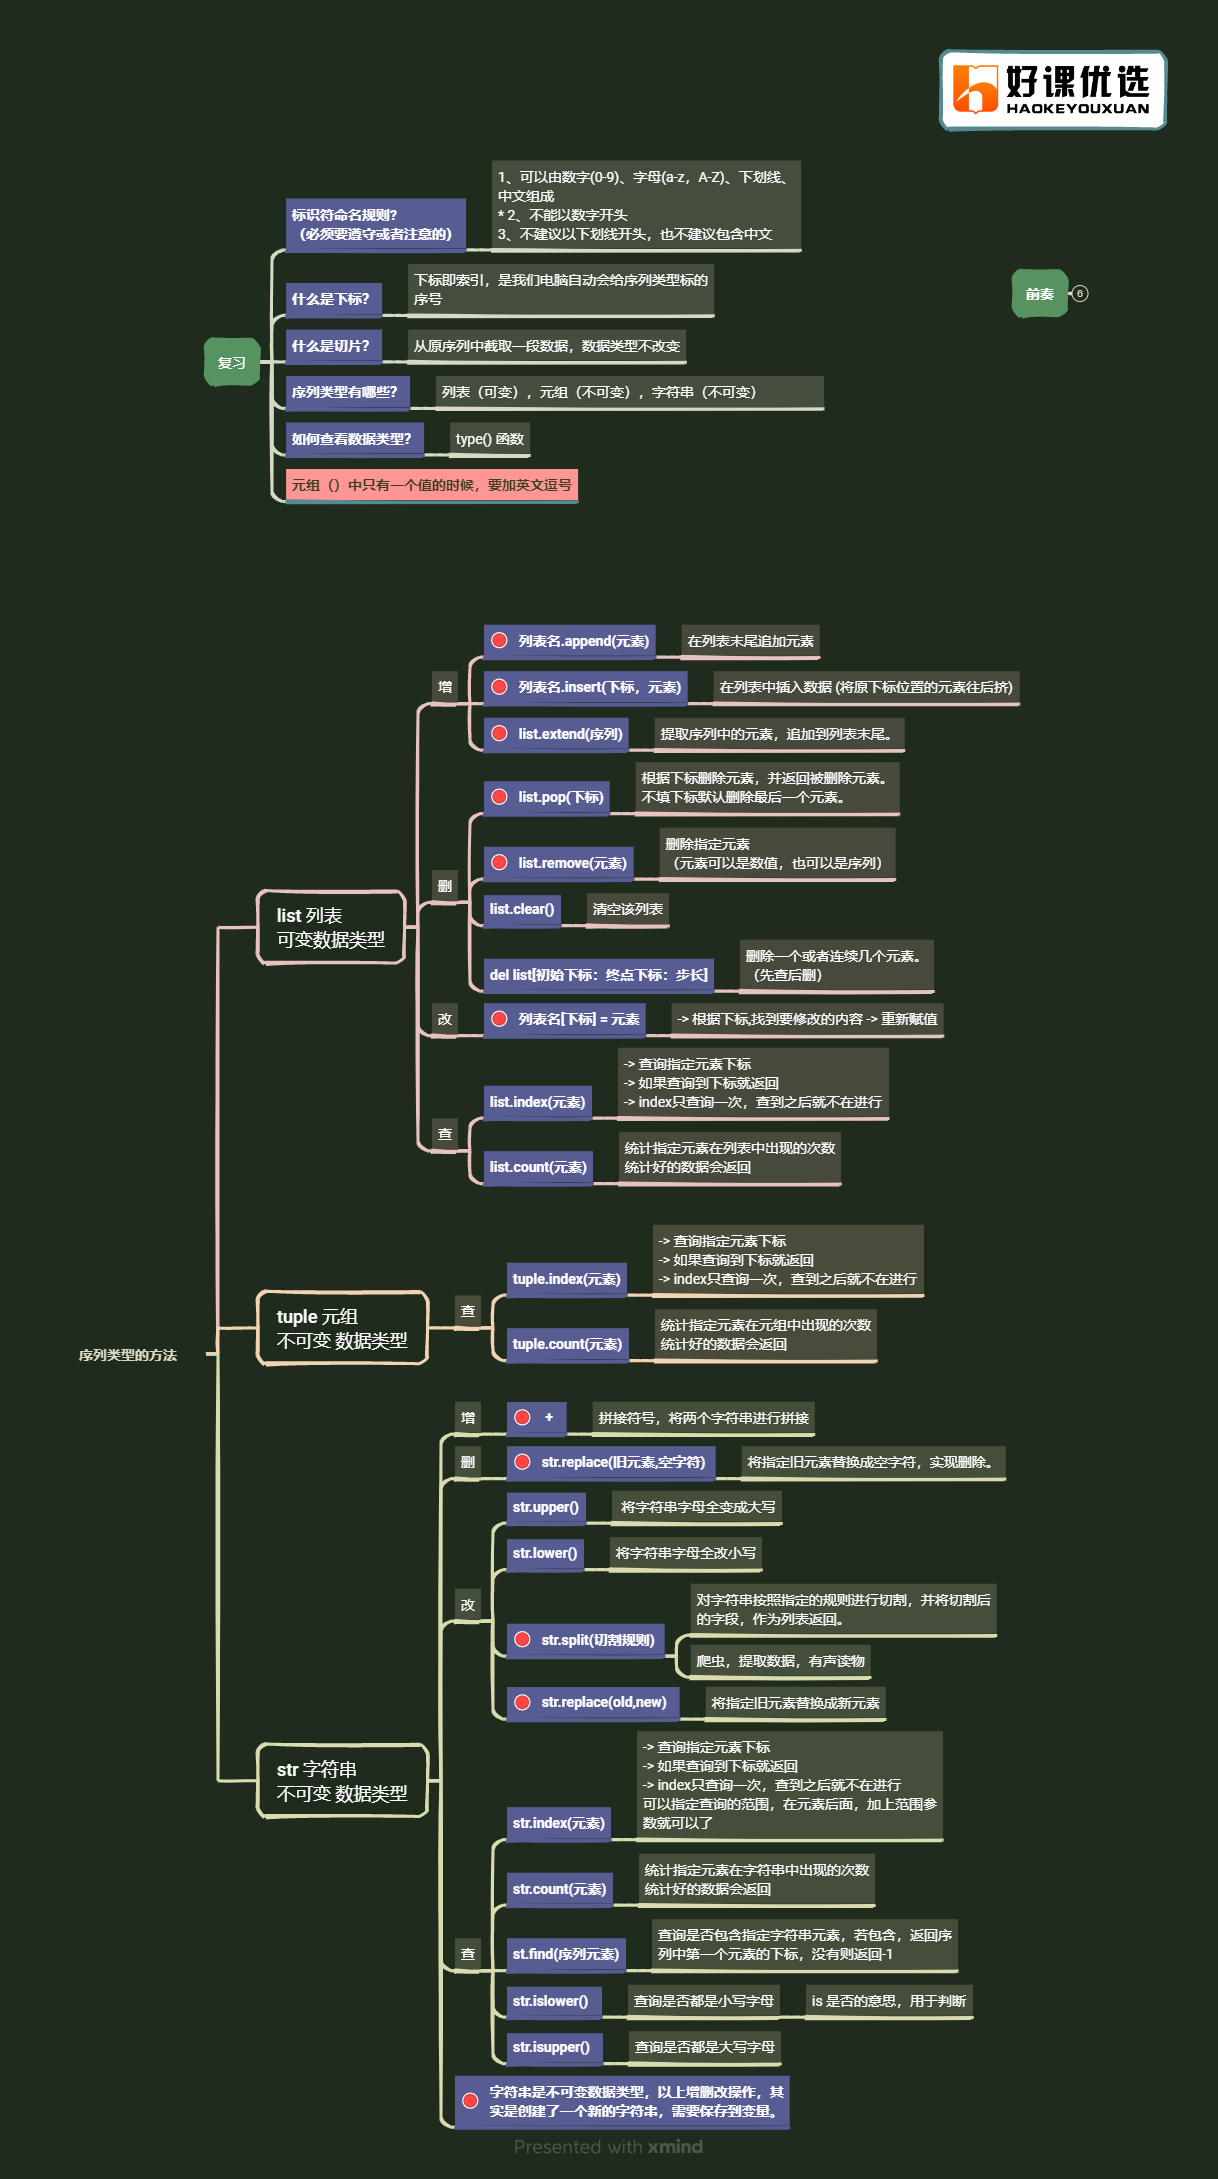 好课优选
HAOKEYOUXUAN
复习
标识符命名规则？
（必须要遵守或者注意的）
1、可以由数字(0-9)、字母(a-z，A-Z)、下划线、
中文组成
* 2、不能以数字开头
3、不建议以下划线开头，也不建议包含中文
什么是下标？
下标即索引，是我们电脑自动会给序列类型标的
序号
什么是切片？
从原序列中截取一段数据，数据类型不改变
序列类型有哪些？
列表（可变），元组（不可变），字符串（不可变）
如何查看数据类型？
type() 函数
元组（）中只有一个值的时候，要加英文逗号
前奏
6
序列类型的方法
list 列表
可变数据类型
增
列表名.append(元素)
在列表末尾追加元素
列表名.insert(下标，元素)
在列表中插入数据 (将原下标位置的元素往后挤)
list.extend(序列)
提取序列中的元素，追加到列表末尾。
删
list.pop(下标)
根据下标删除元素，并返回被删除元素。
不填下标默认删除最后一个元素。
list.remove(元素)
删除指定元素
（元素可以是数值，也可以是序列）
list.clear()
清空该列表
del list[初始下标：终点下标：步长]
删除一个或者连续几个元素。
（先查后删）
改
列表名[下标] = 元素
-> 根据下标,找到要修改的内容 -> 重新赋值
查
list.index(元素)
-> 查询指定元素下标
-> 如果查询到下标就返回
-> index只查询一次，查到之后就不在进行
list.count(元素)
统计指定元素在列表中出现的次数
统计好的数据会返回
tuple 元组
不可变 数据类型
查
tuple.index(元素)
-> 查询指定元素下标
-> 如果查询到下标就返回
-> index只查询一次，查到之后就不在进行
tuple.count(元素)
统计指定元素在元组中出现的次数
统计好的数据会返回
str 字符串
不可变 数据类型
增
+
拼接符号，将两个字符串进行拼接
删
str.replace(旧元素,空字符)
将指定旧元素替换成空字符，实现删除。
改
str.upper()
将字符串字母全变成大写
str.lower()
将字符串字母全改小写
str.split(切割规则)
对字符串按照指定的规则进行切割，并将切割后
的字段，作为列表返回。
爬虫，提取数据，有声读物
str.replace(old,new)
将指定旧元素替换成新元素
查
str.index(元素)
-> 查询指定元素下标
-> 如果查询到下标就返回
-> index只查询一次，查到之后就不在进行
可以指定查询的范围，在元素后面，加上范围参
数就可以了
str.count(元素)
统计指定元素在字符串中出现的次数
统计好的数据会返回
st.find(序列元素)
查询是否包含指定字符串元素，若包含，返回序
列中第一个元素的下标，没有则返回-1
str.islower()
查询是否都是小写字母
is 是否的意思，用于判断
str.isupper()
查询是否都是大写字母
字符串是不可变数据类型，以上增删改操作，其
实是创建了一个新的字符串，需要保存到变量。
Presented with xmind